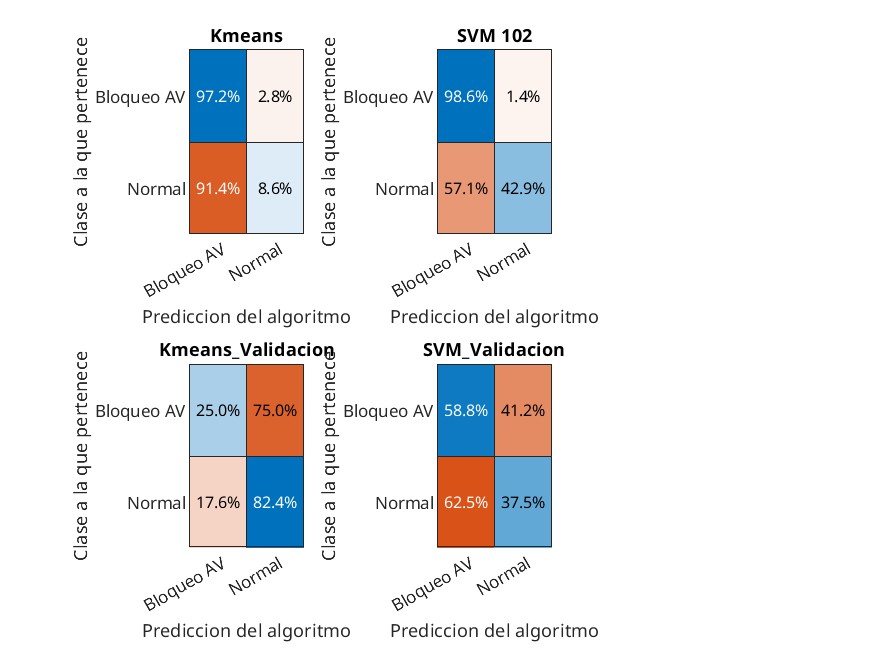 Kmeans
Clase a la que pertenece
Bloqueo AV 97.2% 2.8%
Normal 91.4% 8.6%
Bloqueo AV Normal
Prediccion del algoritmo
SVM 102
Clase a la que pertenece
Bloqueo AV 98.6% 1.4%
Normal 57.1% 42.9%
Bloqueo AV Normal
Prediccion del algoritmo
Kmeans_Validacion
Clase a la que pertenece
Bloqueo AV 25.0% 75.0%
Normal 17.6% 82.4%
Bloqueo AV Normal
Prediccion del algoritmo
SVM_Validacion
Clase a la que pertenece
Bloqueo AV 58.8% 41.2%
Normal 62.5% 37.5%
Bloqueo AV Normal
Prediccion del algoritmo